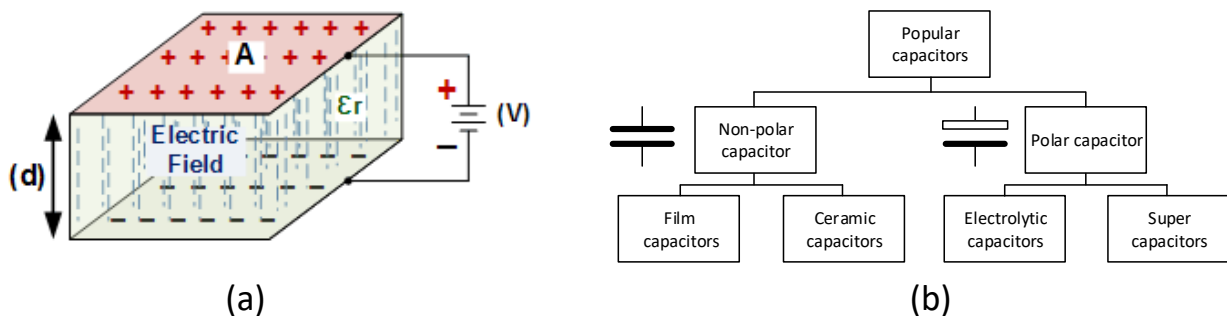 A
+
εr
(V)
Electric
Field
−
(d)
(a)
Popular
capacitors
Non-polar
capacitor
Polar capacitor
Film
capacitors
Ceramic
capacitors
Electrolytic
capacitors
Super
capacitors
(b)